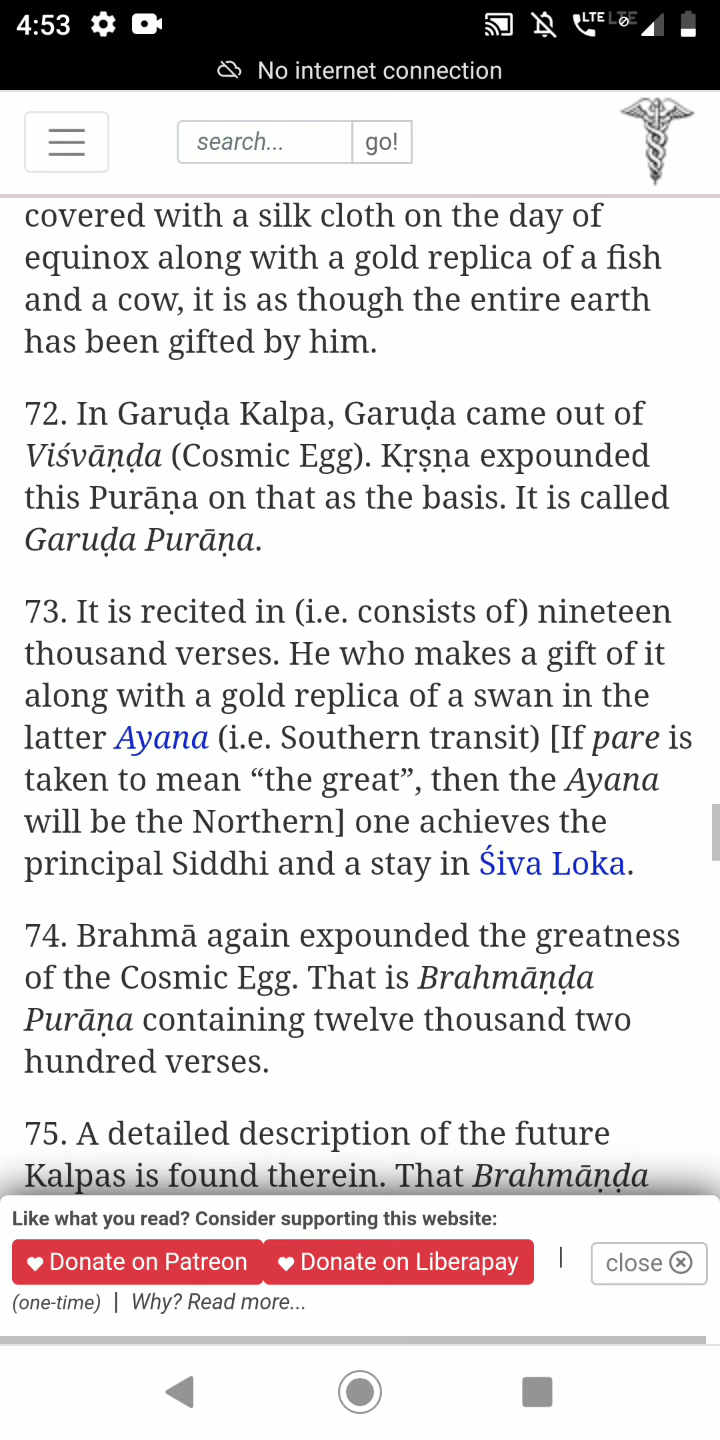 4:53
LTE LTE
No internet connection
search... go!
covered with a silk cloth on the day of
equinox along with a gold replica of a fish
and a cow, it is as though the entire earth
has been gifted by him.
72. In Garuḍa Kalpa, Garuḍa came out of
Viśvāṇḍa (Cosmic Egg). Kṛṣṇa expounded
this Purāṇa on that as the basis. It is called
Garuḍa Purāṇa.
73. It is recited in (i.e. consists of) nineteen
thousand verses. He who makes a gift of it
along with a gold replica of a swan in the
latter Ayana (i.e. Southern transit) [If pare is
taken to mean “the great”, then the Ayana
will be the Northern] one achieves the
principal Siddhi and a stay in Śiva Loka.
74. Brahmā again expounded the greatness
of the Cosmic Egg. That is Brahmāṇḍa
Purāṇa containing twelve thousand two
hundred verses.
75. A detailed description of the future
Kalpas is found therein. That Brahmāṇḍa
Like what you read? Consider supporting this website:
Donate on Patreon Donate on Liberapay | close
(one-time) | Why? Read more...